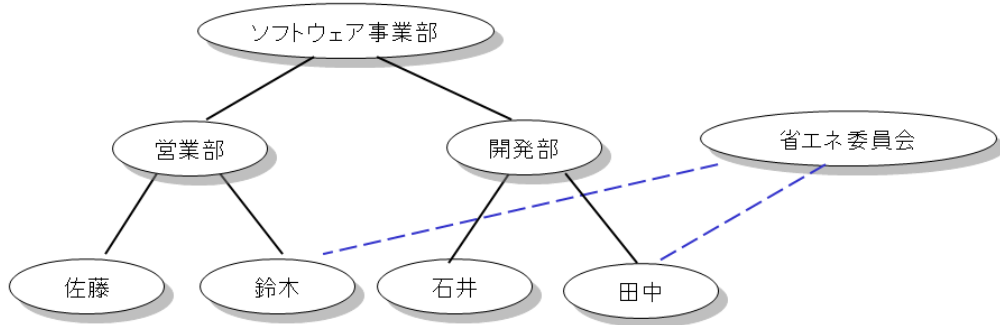 ソフトウェア事業部
営業部
開発部
省エネ委員会
佐藤
鈴木
石井
田中